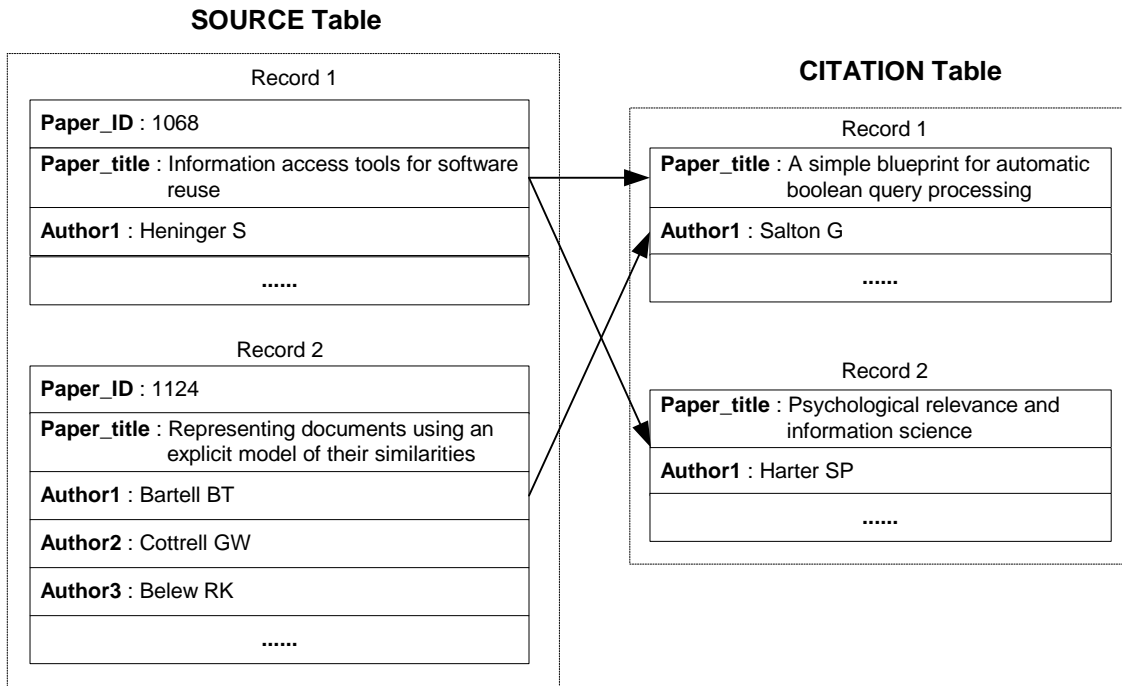 SOURCE Table
Record 1
Paper_ID : 1068
Paper_title : Information access tools for software
reuse
Author1 : Heninger S
......
Record 2
Paper_ID : 1124
Paper_title : Representing documents using an
explicit model of their similarities
Author1 : Bartell BT
Author2 : Cottrell GW
Author3 : Belew RK
......
CITATION Table
Record 1
Paper_title : A simple blueprint for automatic
boolean query processing
Author1 : Salton G
......
Record 2
Paper_title : Psychological relevance and
information science
Author1 : Harter SP
......